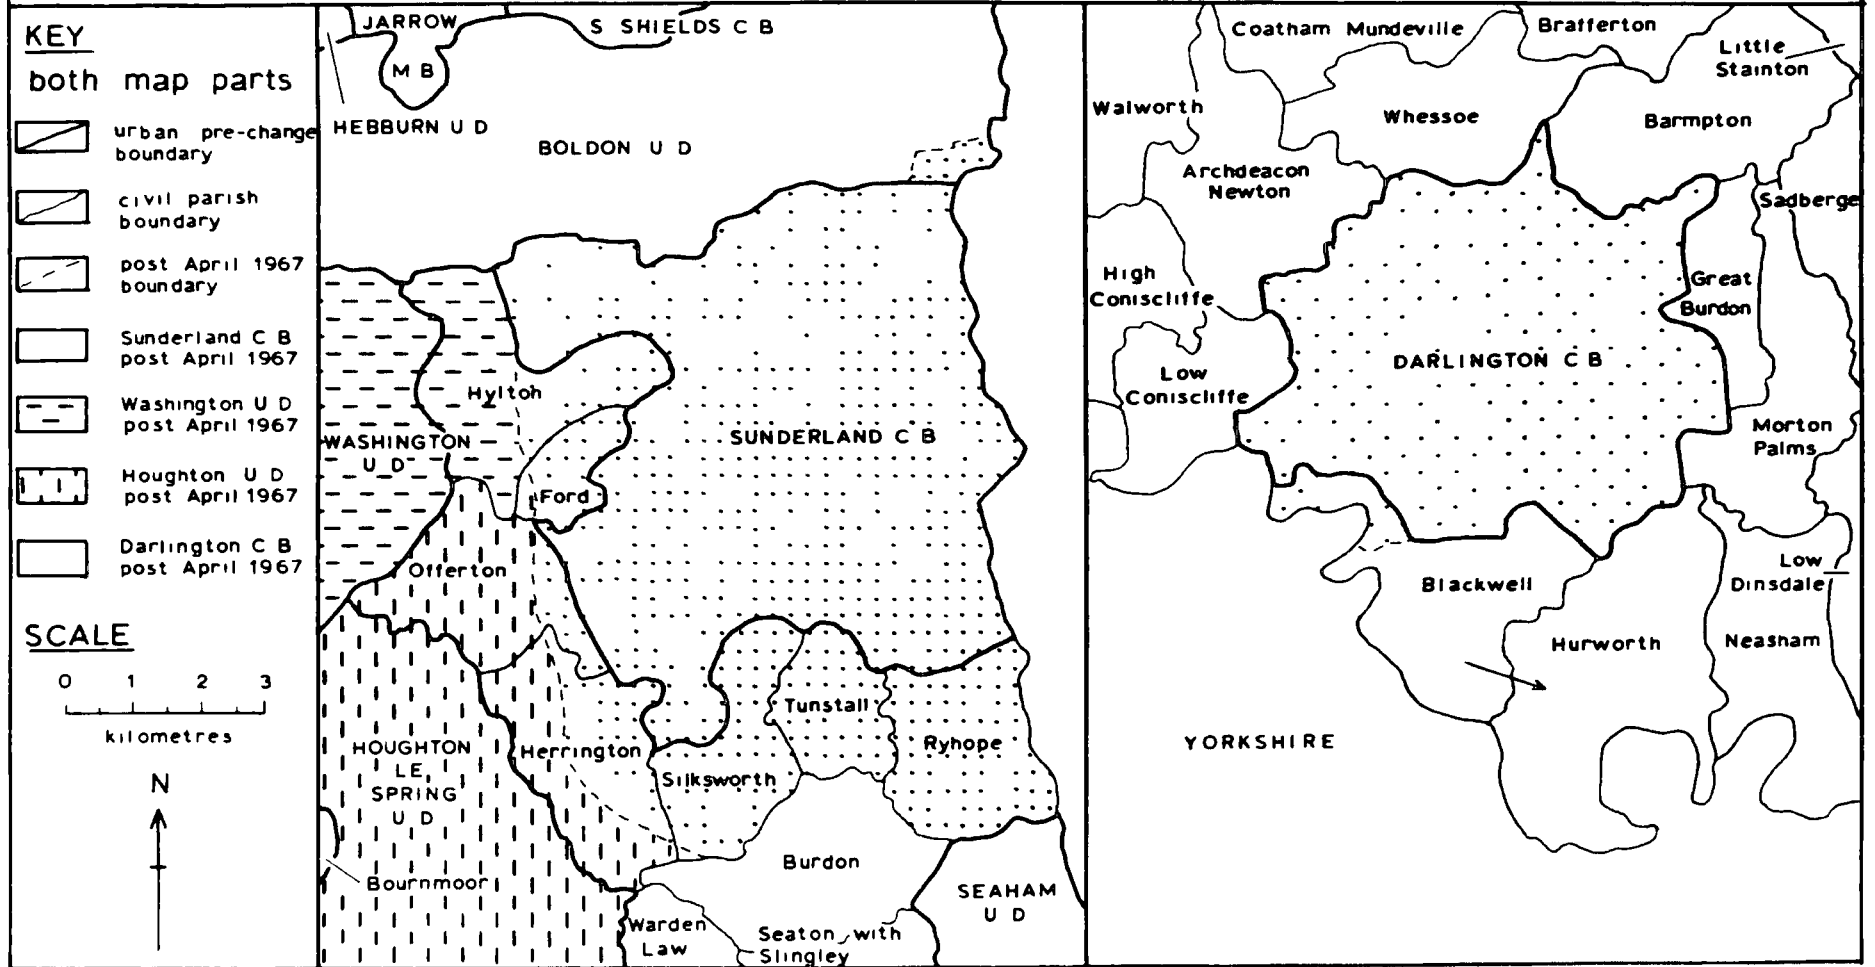 KEY
both map parts
urban pre-change
boundary
civil parish
boundary
post April 1967
boundary
Sunderland C B
post April 1967
Washington U D
post April 1967
Houghton U D
post April 1967
Darlington C B
post April 1967
SCALE
0 1 2 3
kilometres
N
JARROW
M B
S SHIELDS C B
HEBBURN U D
BOLDON U D
Hylton
WASHINGTON
U D
SUNDERLAND C B
Ford
Offerton
Tunstall
Ryhope
HOUGHTON
LE
SPRING
U D
Herrington
Silksworth
Burdon
Bournmoor
SEAHAM
U D
Warden
Law
Seaton with
Slingley
Coatham Mundeville
Brafferton
Little
Stainton
Walworth
Whessoe
Barmpton
Archdeacon
Newton
Sadberge
High
Coniscliffe
Great
Burdon
DARLINGTON C B
Low
Coniscliffe
Morton
Palms
Blackwell
Low
Dinsdale
Hurworth
Neasham
YORKSHIRE